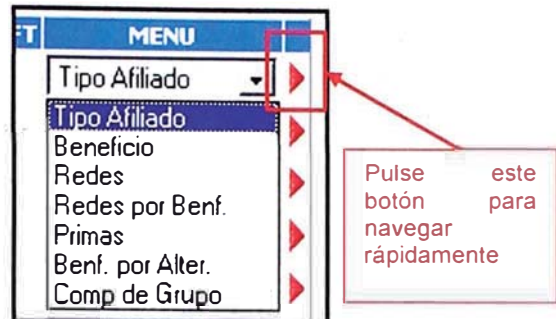 FT MENU
Tipo Afiliado
Tipo Afiliado
Beneficio
Redes
Redes por Benf.
Primas
Benf. por Alter.
Comp de Grupo
Pulse este
botón para
navegar
rápidamente